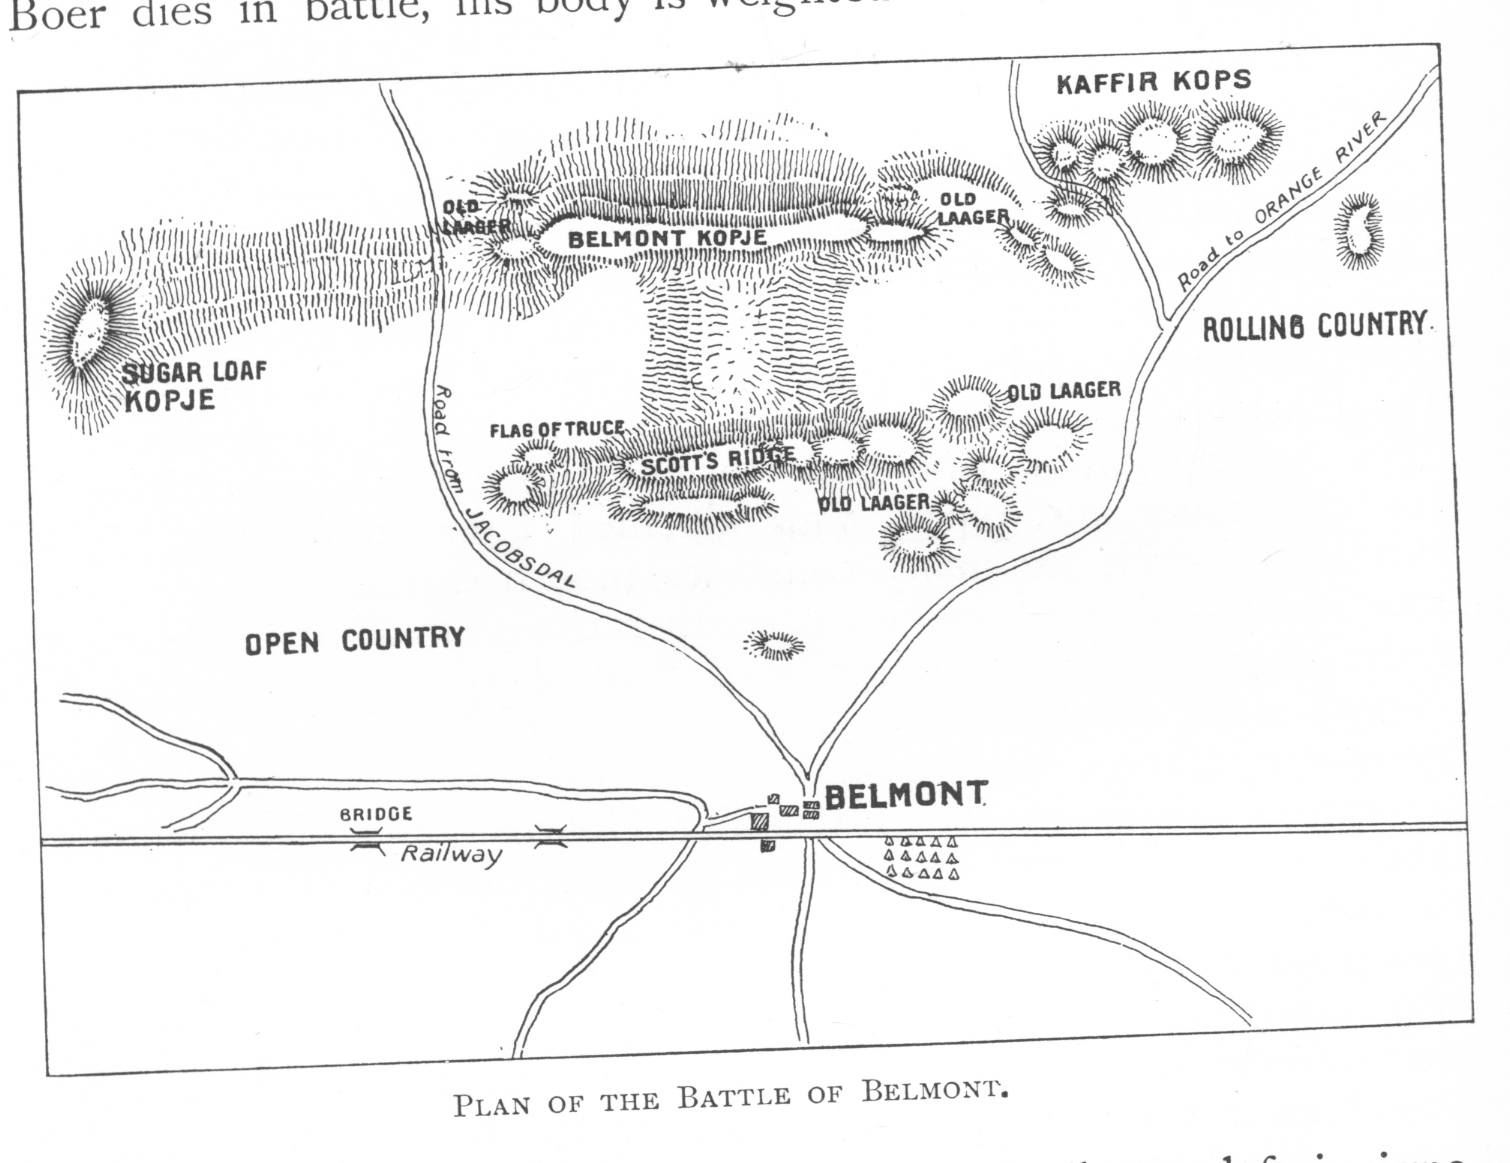 Boer dies in battle, his body is weighted
KAFFIR KOPS
Road to ORANGE RIVER
OLD
LAAGER
BELMONT KOPJE
OLD
LAAGER
ROLLING COUNTRY.
SUGAR LOAF
KOPJE
Road from JACOBSDAL
FLAG OF TRUCE
SCOTT'S RIDGE
OLD LAAGER
OLD LAAGER
OPEN COUNTRY
BELMONT.
BRIDGE
Railway
PLAN OF THE BATTLE OF BELMONT.